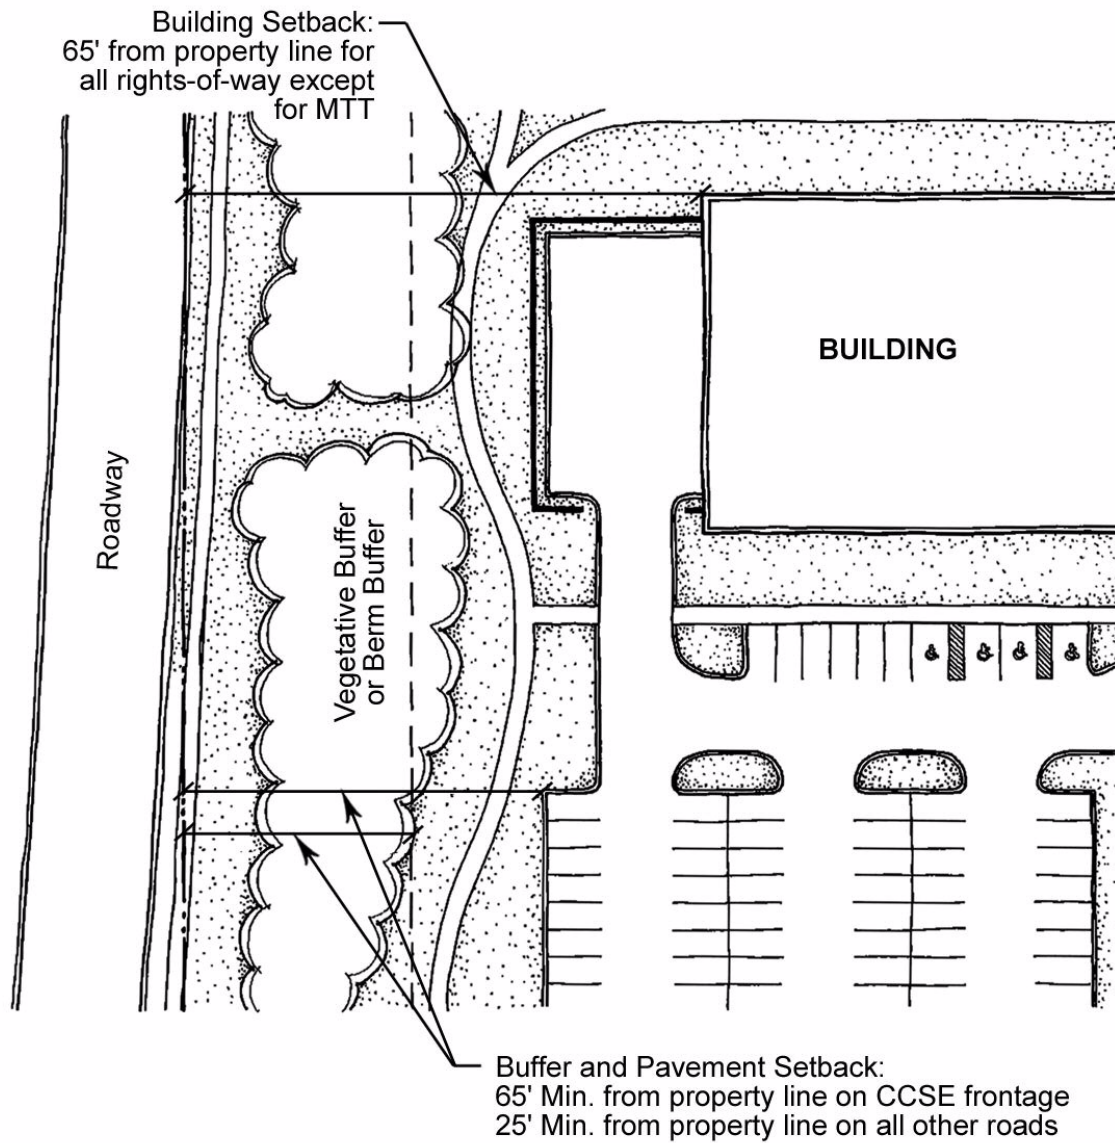 Building Setback:
65' from property line for
all rights-of-way except
for MTT
BUILDING
Roadway
Vegetative Buffer
or Berm Buffer
Buffer and Pavement Setback:
65' Min. from property line on CCSE frontage
25' Min. from property line on all other roads